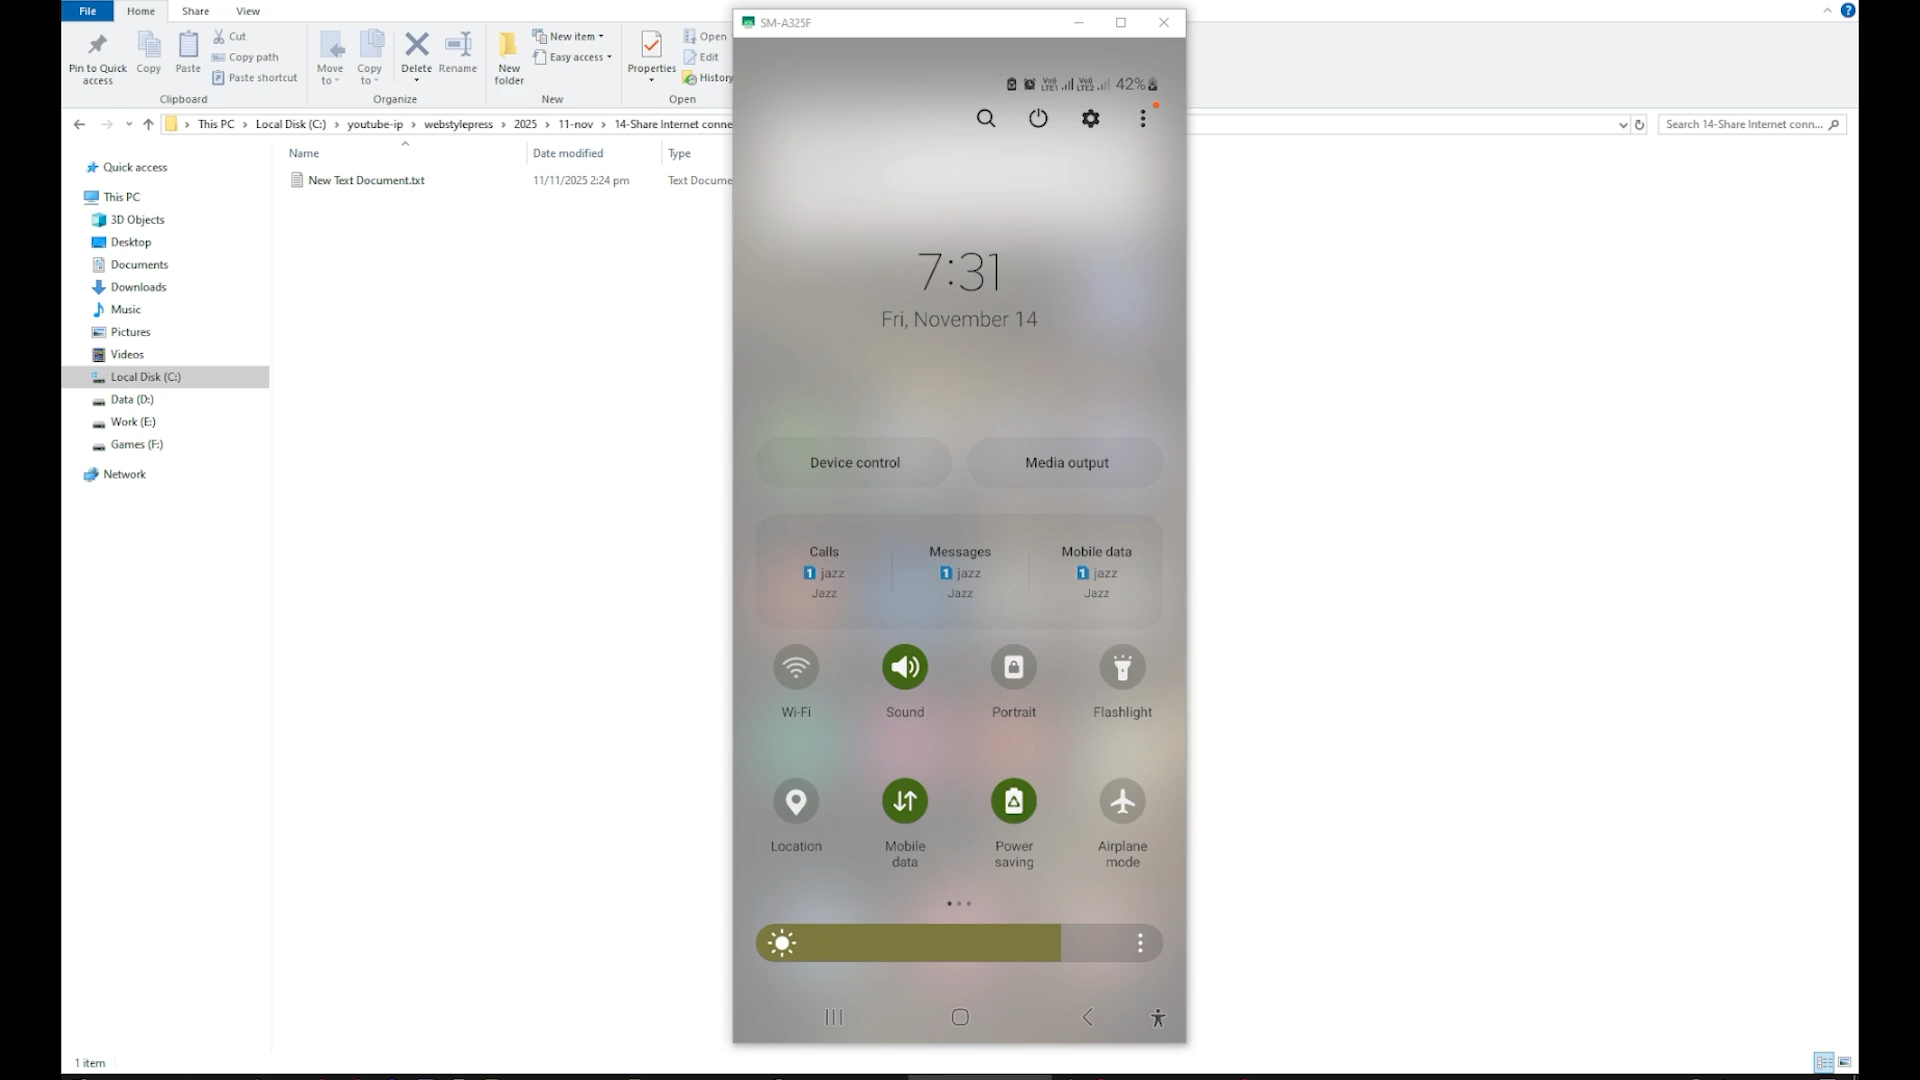 File Home Share View
Pin to Quick access
Copy
Paste
Cut
Copy path
Paste shortcut
Clipboard
Move to
Copy to
Delete
Rename
Organize
New folder
New item
Easy access
New
Properties
Open
Edit
History
Open
This PC > Local Disk (C:) > youtube-ip > webstylepress > 2025 > 11-nov > 14-Share Internet conne
Search 14-Share Internet conn...
Name Date modified Type
New Text Document.txt 11/11/2025 2:24 pm Text Docume
Quick access
This PC
3D Objects
Desktop
Documents
Downloads
Music
Pictures
Videos
Local Disk (C:)
Data (D:)
Work (E:)
Games (F:)
Network
1 item
SM-A325F
LTE1 LTE2 42%
7:31
Fri, November 14
Device control Media output
Calls Messages Mobile data
1 jazz 1 jazz 1 jazz
Jazz Jazz Jazz
Wi-Fi Sound Portrait Flashlight
Location Mobile data Power saving Airplane mode